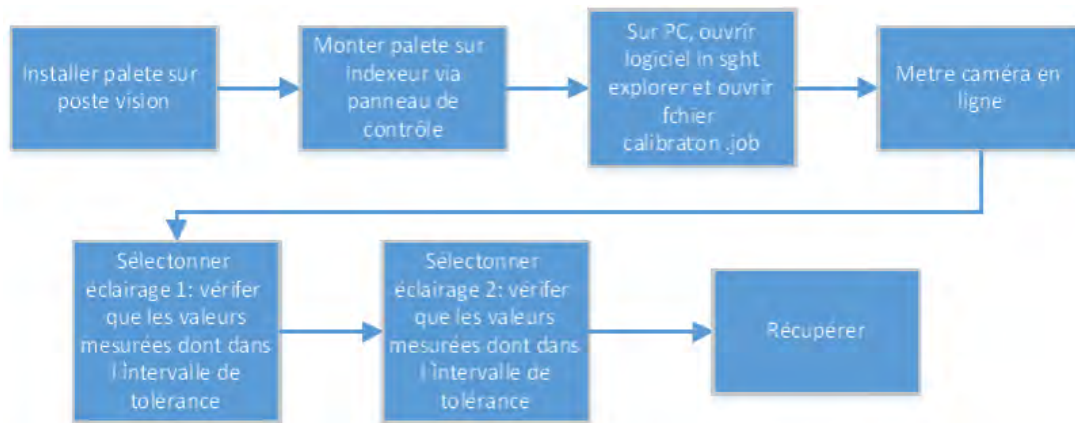 Installer palete sur
poste vision
Monter palete sur
indexeur via
panneau de
contrôle
Sur PC, ouvrir
logiciel in sght
explorer et ouvrir
fchier
calibraton .job
Metre caméra en
ligne
Sélectonner
éclairage 1: vérifer
que les valeurs
mesurées dont dans
l'intervalle de
tolérance
Sélectonner
éclairage 2: vérifer
que les valeurs
mesurées dont dans
l'intervalle de
tolérance
Récupérer